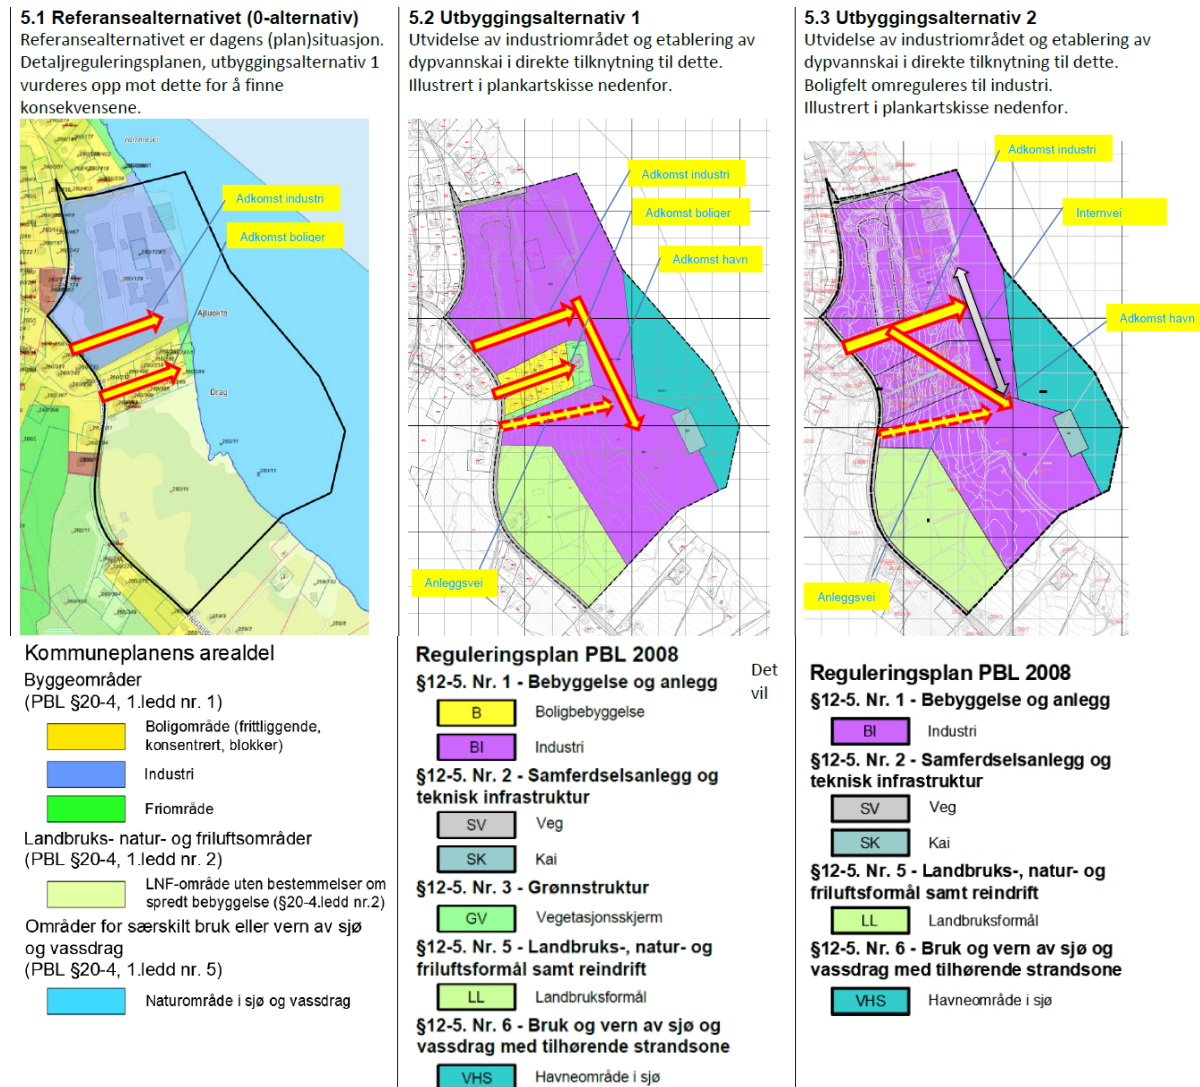 5.1 Referansealternativet (0-alternativ)
Referansealternativet er dagens (plan)situasjon.
Detaljreguleringsplanen, utbyggingsalternativ 1
vurderes opp mot dette for å finne
konsekvensene.
Adkomst industri
Adkomst boliger
Ajluokta
Drag
Kommuneplanens arealdel
Byggeområder
(PBL §20-4, 1.ledd nr. 1)
Boligområde (frittliggende,
konsentrert, blokker)
Industri
Friområde
Landbruks- natur- og friluftsområder
(PBL §20-4, 1.ledd nr. 2)
LNF-område uten bestemmelser om
spredt bebyggelse (§20-4.ledd nr.2)
Områder for særskilt bruk eller vern av sjø
og vassdrag
(PBL §20-4, 1.ledd nr. 5)
Naturområde i sjø og vassdrag
5.2 Utbyggingsalternativ 1
Utvidelse av industriområdet og etablering av
dypvannskai i direkte tilknytning til dette.
Illustrert i plankartskisse nedenfor.
Adkomst industri
Adkomst boliger
Adkomst havn
Anleggsvei
Reguleringsplan PBL 2008
Det
vil
§12-5. Nr. 1 - Bebyggelse og anlegg
B Boligbebyggelse
BI Industri
§12-5. Nr. 2 - Samferdselsanlegg og
teknisk infrastruktur
SV Veg
SK Kai
§12-5. Nr. 3 - Grønnstruktur
GV Vegetasjonsskjerm
§12-5. Nr. 5 - Landbruks-, natur- og
friluftsformål samt reindrift
LL Landbruksformål
§12-5. Nr. 6 - Bruk og vern av sjø og
vassdrag med tilhørende strandsone
VHS Havneområde i sjø
5.3 Utbyggingsalternativ 2
Utvidelse av industriområdet og etablering av
dypvannskai i direkte tilknytning til dette.
Boligfelt omreguleres til industri.
Illustrert i plankartskisse nedenfor.
Adkomst industri
Internvei
Adkomst havn
Anleggsvei
Reguleringsplan PBL 2008
§12-5. Nr. 1 - Bebyggelse og anlegg
BI Industri
§12-5. Nr. 2 - Samferdselsanlegg og
teknisk infrastruktur
SV Veg
SK Kai
§12-5. Nr. 5 - Landbruks-, natur- og
friluftsformål samt reindrift
LL Landbruksformål
§12-5. Nr. 6 - Bruk og vern av sjø og
vassdrag med tilhørende strandsone
VHS Havneområde i sjø